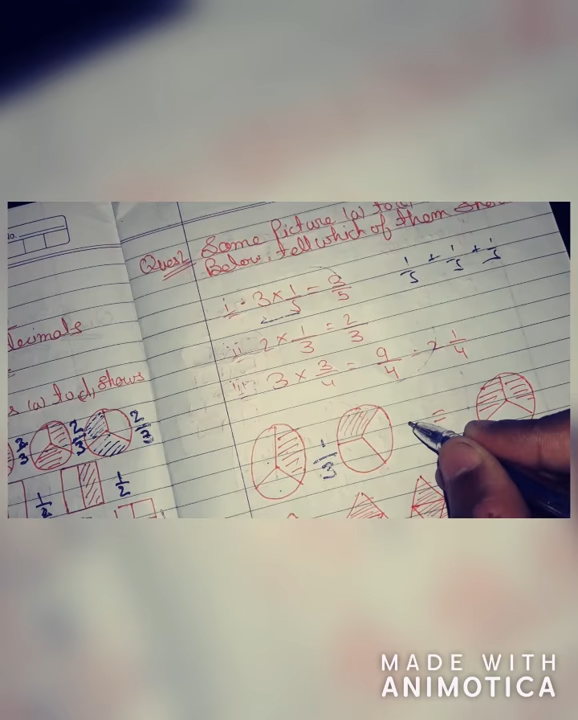 No.
Decimals
s (a) to (d) shows
2/3 2/3 2/3
1/2 1/2
Ques2 Some Picture (a) to
Below. tell which of them Show
i. 3 × 1/5 = 3/5
1/5 + 1/5 + 1/5
ii 2 × 1/3 = 2/3
iii 3 × 3/4 = 9/4 = 2 1/4
1/3 =
MADE WITH
ANIMOTICA